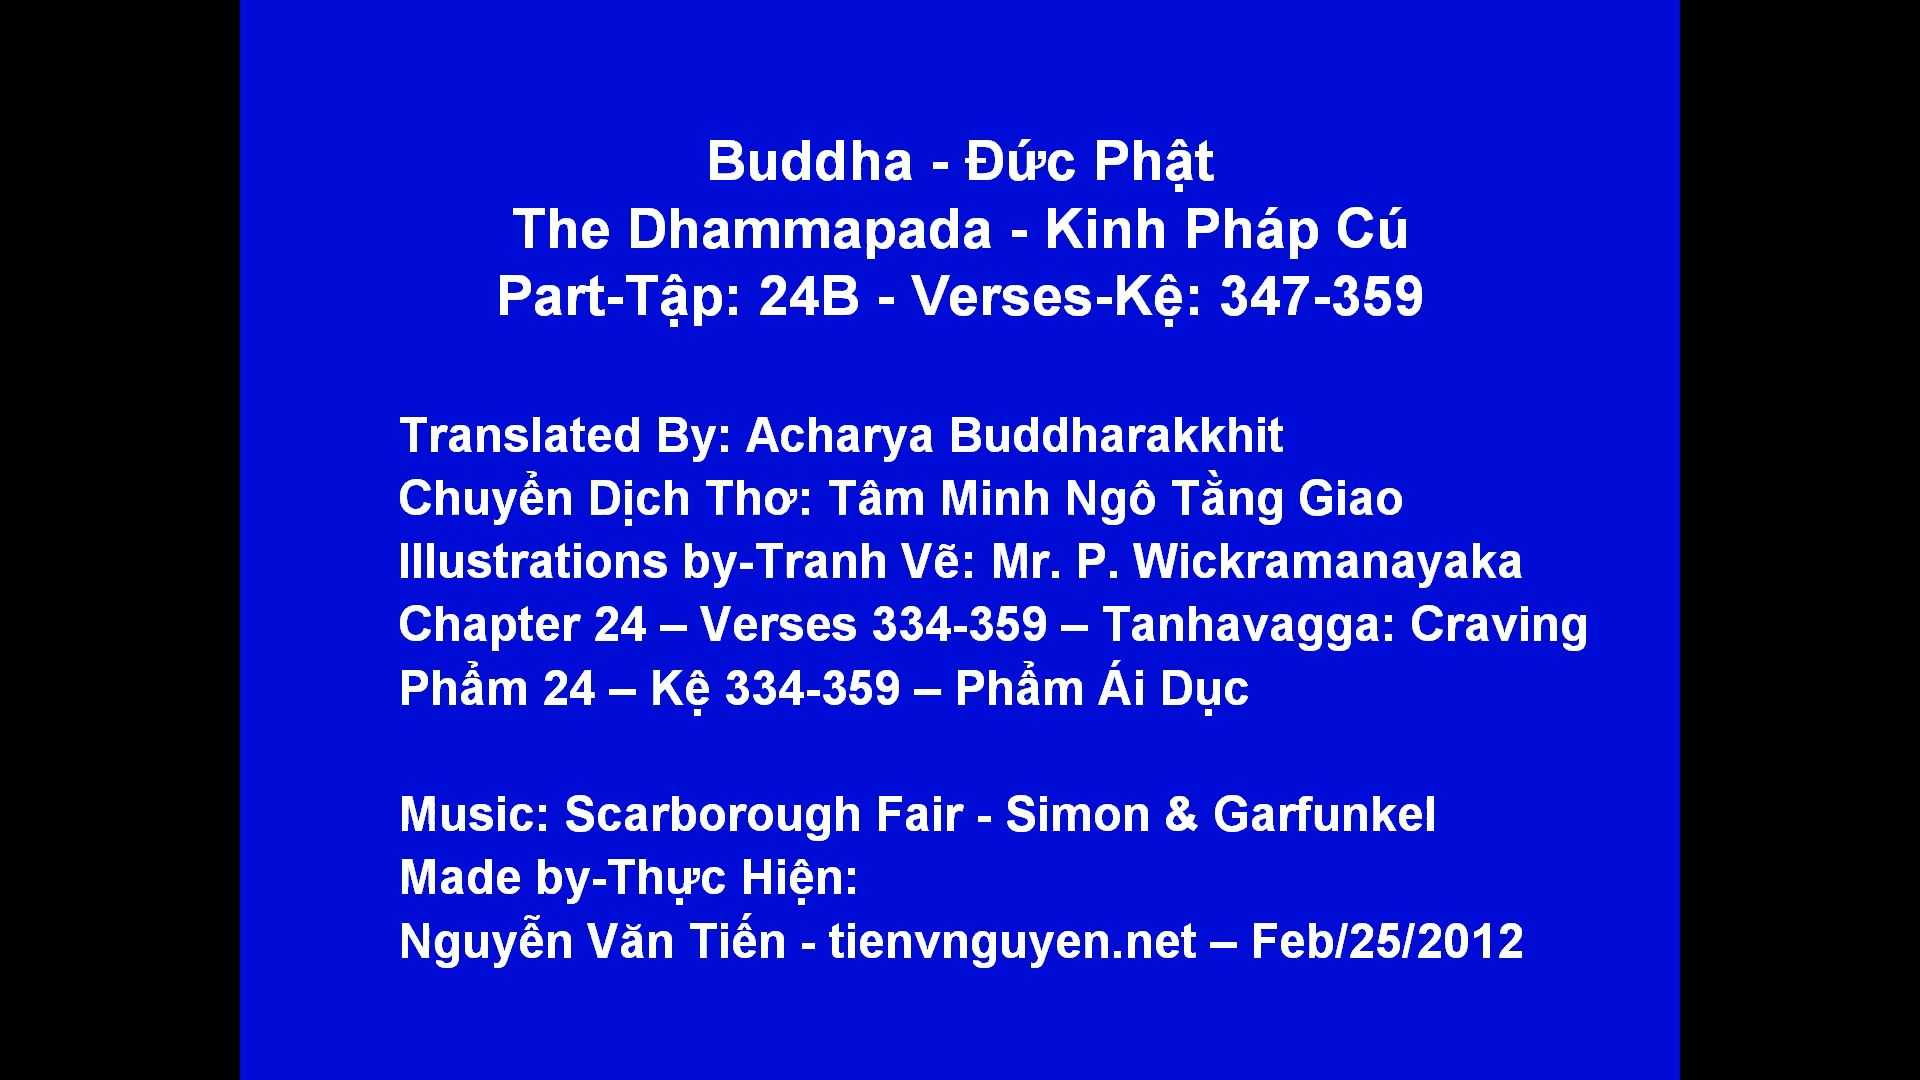 Buddha - Đức Phật
The Dhammapada - Kinh Pháp Cú
Part-Tập: 24B - Verses-Kệ: 347-359
Translated By: Acharya Buddharakkhit
Chuyển Dịch Thơ: Tâm Minh Ngô Tằng Giao
Illustrations by-Tranh Vẽ: Mr. P. Wickramanayaka
Chapter 24 – Verses 334-359 – Tanhavagga: Craving
Phẩm 24 – Kệ 334-359 – Phẩm Ái Dục
Music: Scarborough Fair - Simon & Garfunkel
Made by-Thực Hiện:
Nguyễn Văn Tiến - tienvnguyen.net – Feb/25/2012